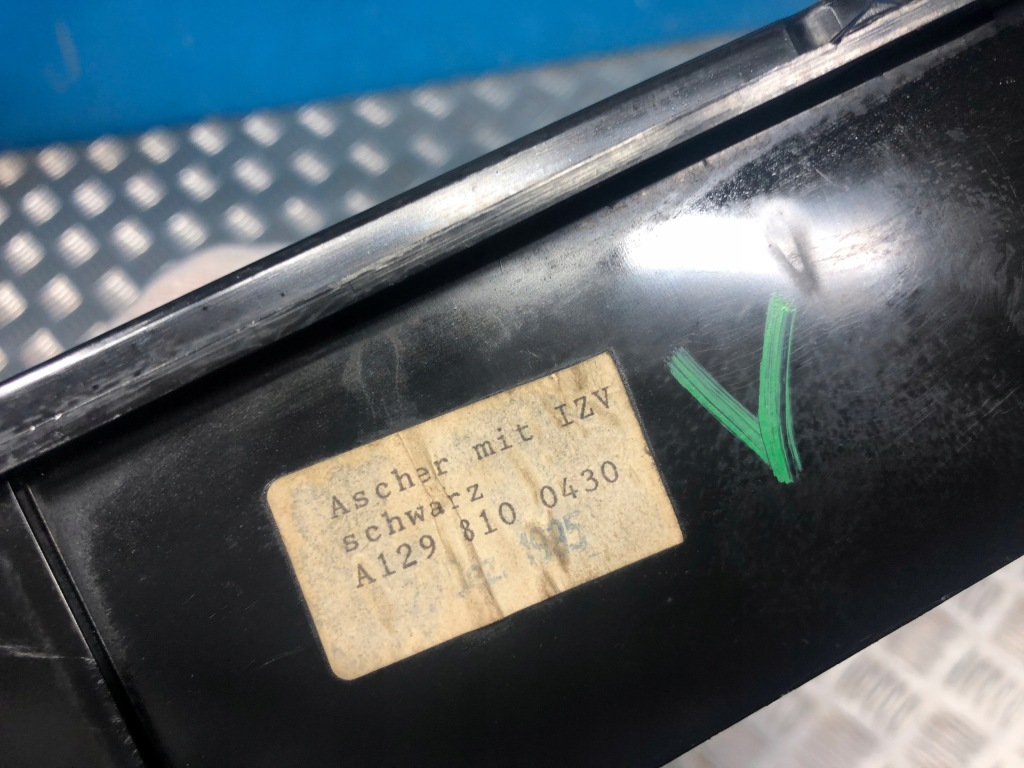 Ascher mit IZV
schwarz
A129 810 0430